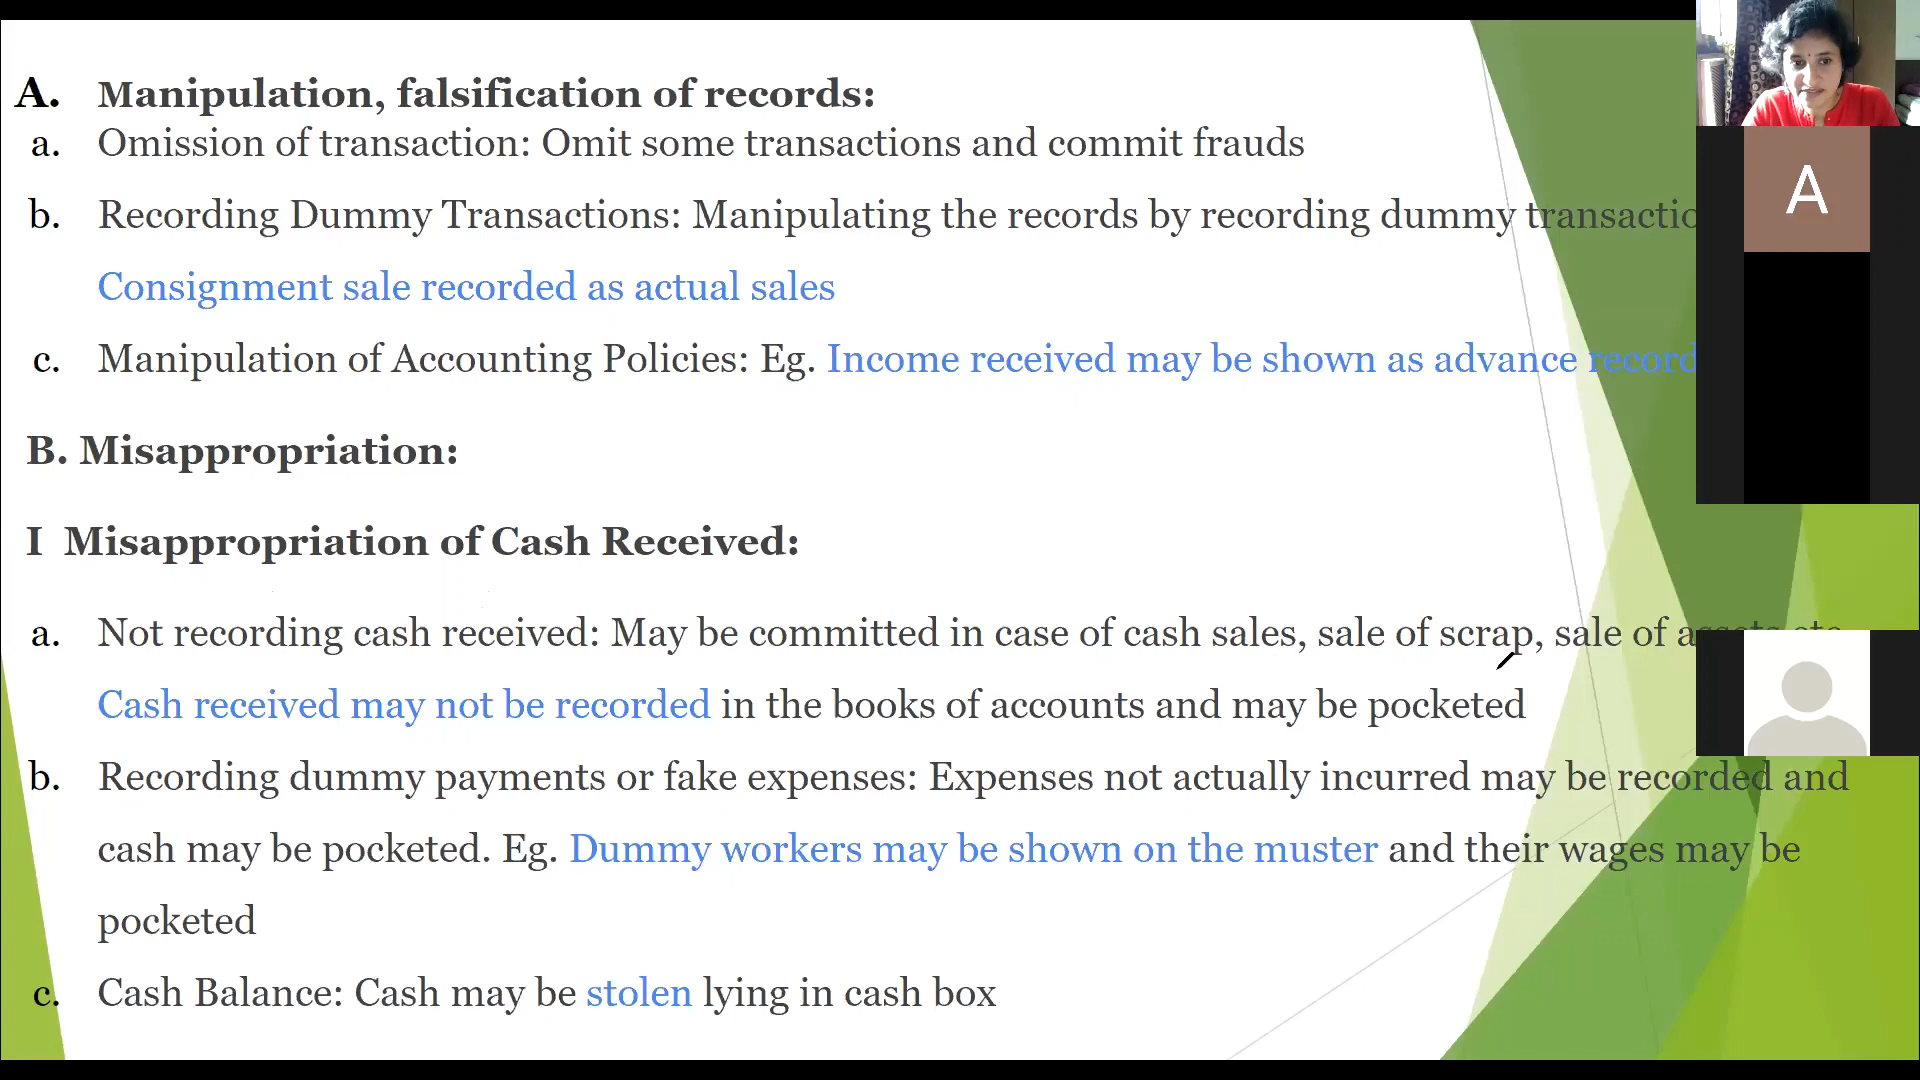 A. Manipulation, falsification of records:
a. Omission of transaction: Omit some transactions and commit frauds
b. Recording Dummy Transactions: Manipulating the records by recording dummy
Consignment sale recorded as actual sales
c. Manipulation of Accounting Policies: Eg. Income received may be shown as advance
B. Misappropriation:
I Misappropriation of Cash Received:
a. Not recording cash received: May be committed in case of cash sales, sale of scrap, sale of
Cash received may not be recorded in the books of accounts and may be pocketed
b. Recording dummy payments or fake expenses: Expenses not actually incurred may be recorded and
cash may be pocketed. Eg. Dummy workers may be shown on the muster and their wages may be
pocketed
c. Cash Balance: Cash may be stolen lying in cash box
A